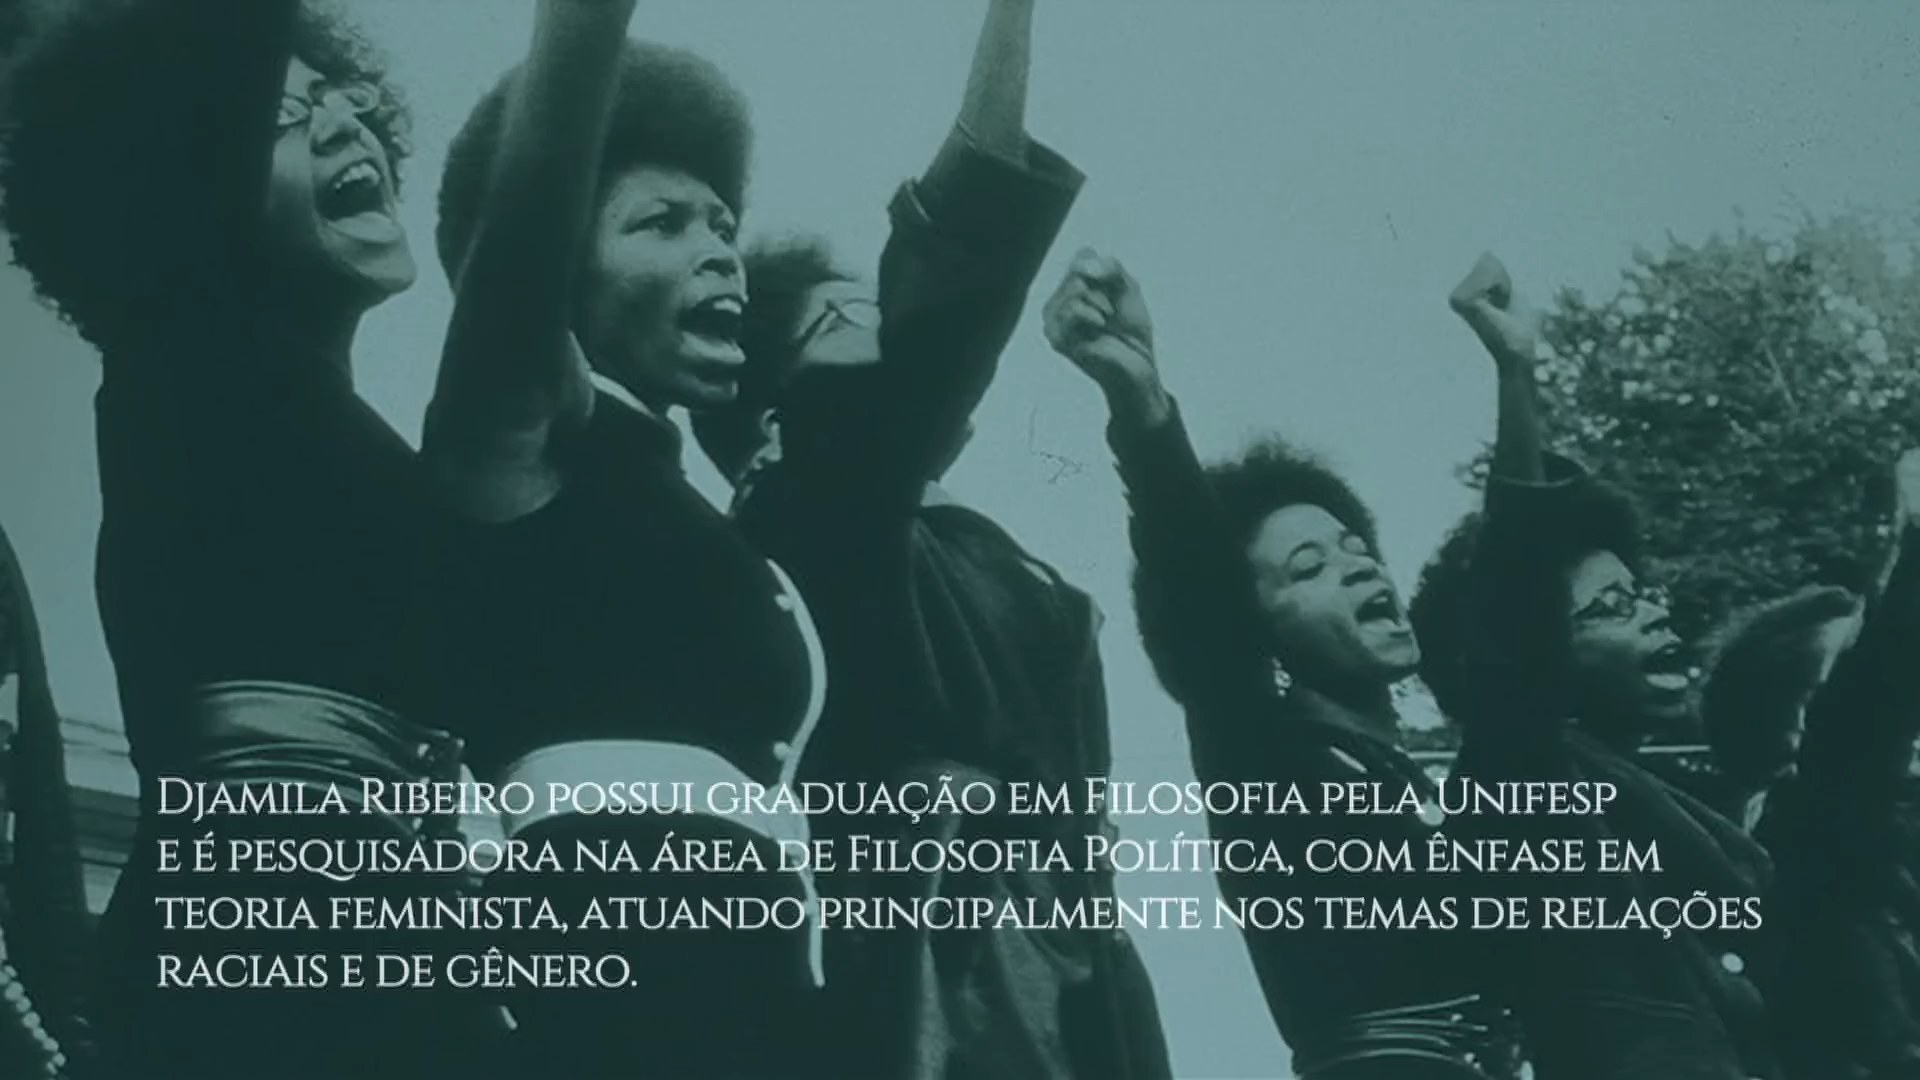 Djamila Ribeiro possui graduação em Filosofia pela Unifesp
e é pesquisadora na área de Filosofia Política, com ênfase em
teoria feminista, atuando principalmente nos temas de relações
raciais e de gênero.